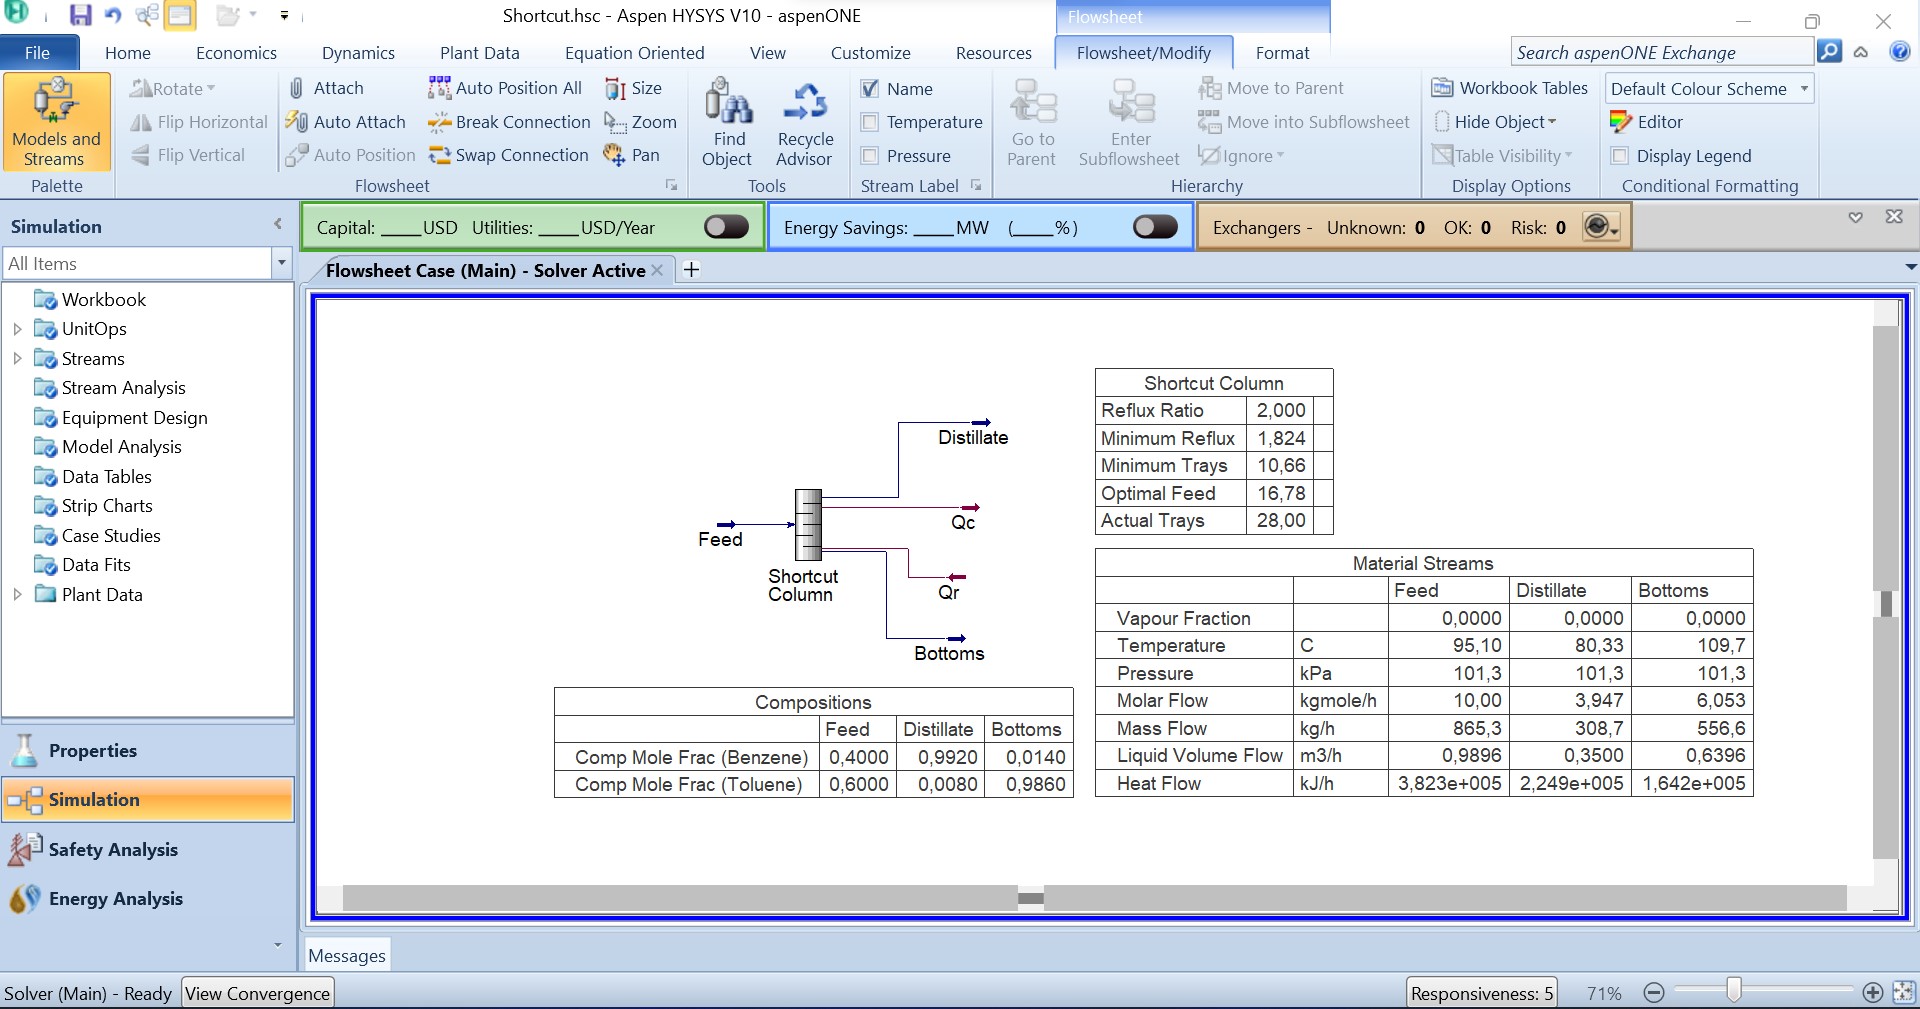 Shortcut.hsc - Aspen HYSYS V10 - aspenONE
Flowsheet
File Home Economics Dynamics Plant Data Equation Oriented View Customize Resources Flowsheet/Modify Format Search aspenONE Exchange
Models and Streams
Palette
Rotate
Flip Horizontal
Flip Vertical
Attach
Auto Attach
Auto Position
Auto Position All
Break Connection
Swap Connection
Size
Zoom
Pan
Flowsheet
Find Object
Recycle Advisor
Tools
Name
Temperature
Pressure
Stream Label
Go to Parent
Enter Subflowsheet
Move to Parent
Move into Subflowsheet
Ignore
Hierarchy
Workbook Tables
Hide Object
Table Visibility
Display Options
Default Colour Scheme
Editor
Display Legend
Conditional Formatting
Simulation
All Items
Workbook
UnitOps
Streams
Stream Analysis
Equipment Design
Model Analysis
Data Tables
Strip Charts
Case Studies
Data Fits
Plant Data
Properties
Simulation
Safety Analysis
Energy Analysis
Capital: ____USD Utilities: ____USD/Year
Energy Savings: ____MW (____%)
Exchangers - Unknown: 0 OK: 0 Risk: 0
Flowsheet Case (Main) - Solver Active
Distillate
Qc
Feed
Shortcut
Column
Qr
Bottoms
Shortcut Column
Reflux Ratio 2,000
Minimum Reflux 1,824
Minimum Trays 10,66
Optimal Feed 16,78
Actual Trays 28,00
Material Streams
Feed Distillate Bottoms
Vapour Fraction 0,0000 0,0000 0,0000
Temperature C 95,10 80,33 109,7
Pressure kPa 101,3 101,3 101,3
Molar Flow kgmole/h 10,00 3,947 6,053
Mass Flow kg/h 865,3 308,7 556,6
Liquid Volume Flow m3/h 0,9896 0,3500 0,6396
Heat Flow kJ/h 3,823e+005 2,249e+005 1,642e+005
Compositions
Feed Distillate Bottoms
Comp Mole Frac (Benzene) 0,4000 0,9920 0,0140
Comp Mole Frac (Toluene) 0,6000 0,0080 0,9860
Messages
Solver (Main) - Ready View Convergence Responsiveness: 5 71%